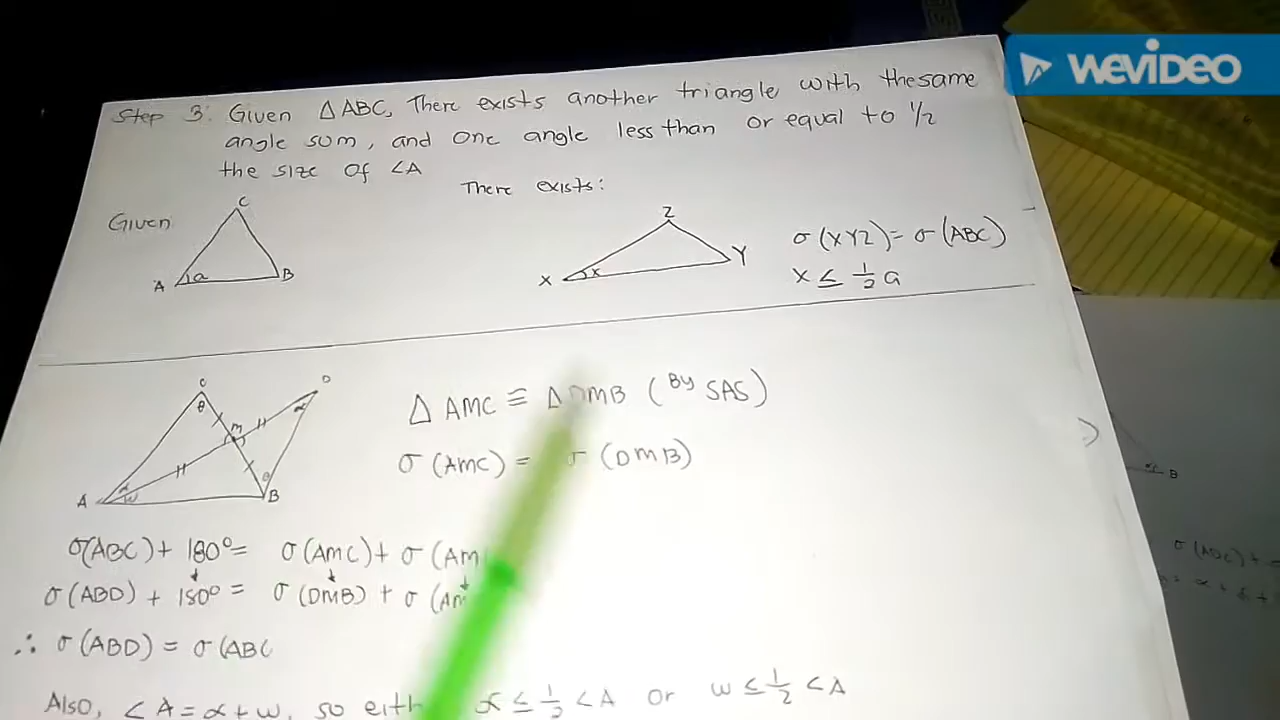 WEVIDEO
Step 3: Given △ABC, There exists another triangle with the same
angle sum, and one angle less than or equal to 1/2
the size of ∠A
There exists:
Given
C
A
a
B
Z
X
x
Y
σ(XYZ) = σ(ABC)
x ≤ 1/2 a
C
D
θ
α
M
α
w
θ
A
B
△ AMC ≅ △ DMB (By SAS)
σ(AMC) = σ(DMB)
σ(ABC) + 180° = σ(AMC) + σ(AM
σ(ABD) + 180° = σ(DMB) + σ(AM
∴ σ(ABD) = σ(ABC
Also, ∠A = α + w, so eith α ≤ 1/2 ∠A or w ≤ 1/2 ∠A
B